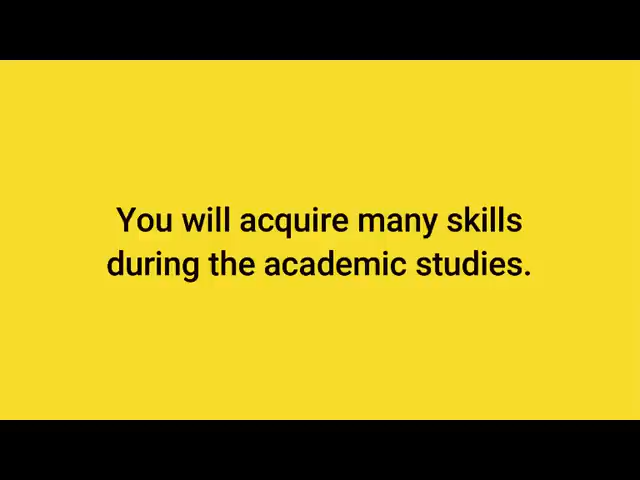 You will acquire many skills
during the academic studies.